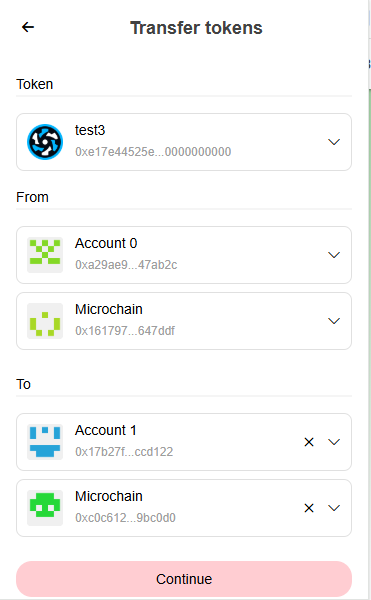 Transfer tokens
Token
test3
0xe17e44525e...0000000000
From
Account 0
0xa29ae9...47ab2c
Microchain
0x161797...647ddf
To
Account 1
0x17b27f...ccd122
Microchain
0xc0c612...9bc0d0
Continue